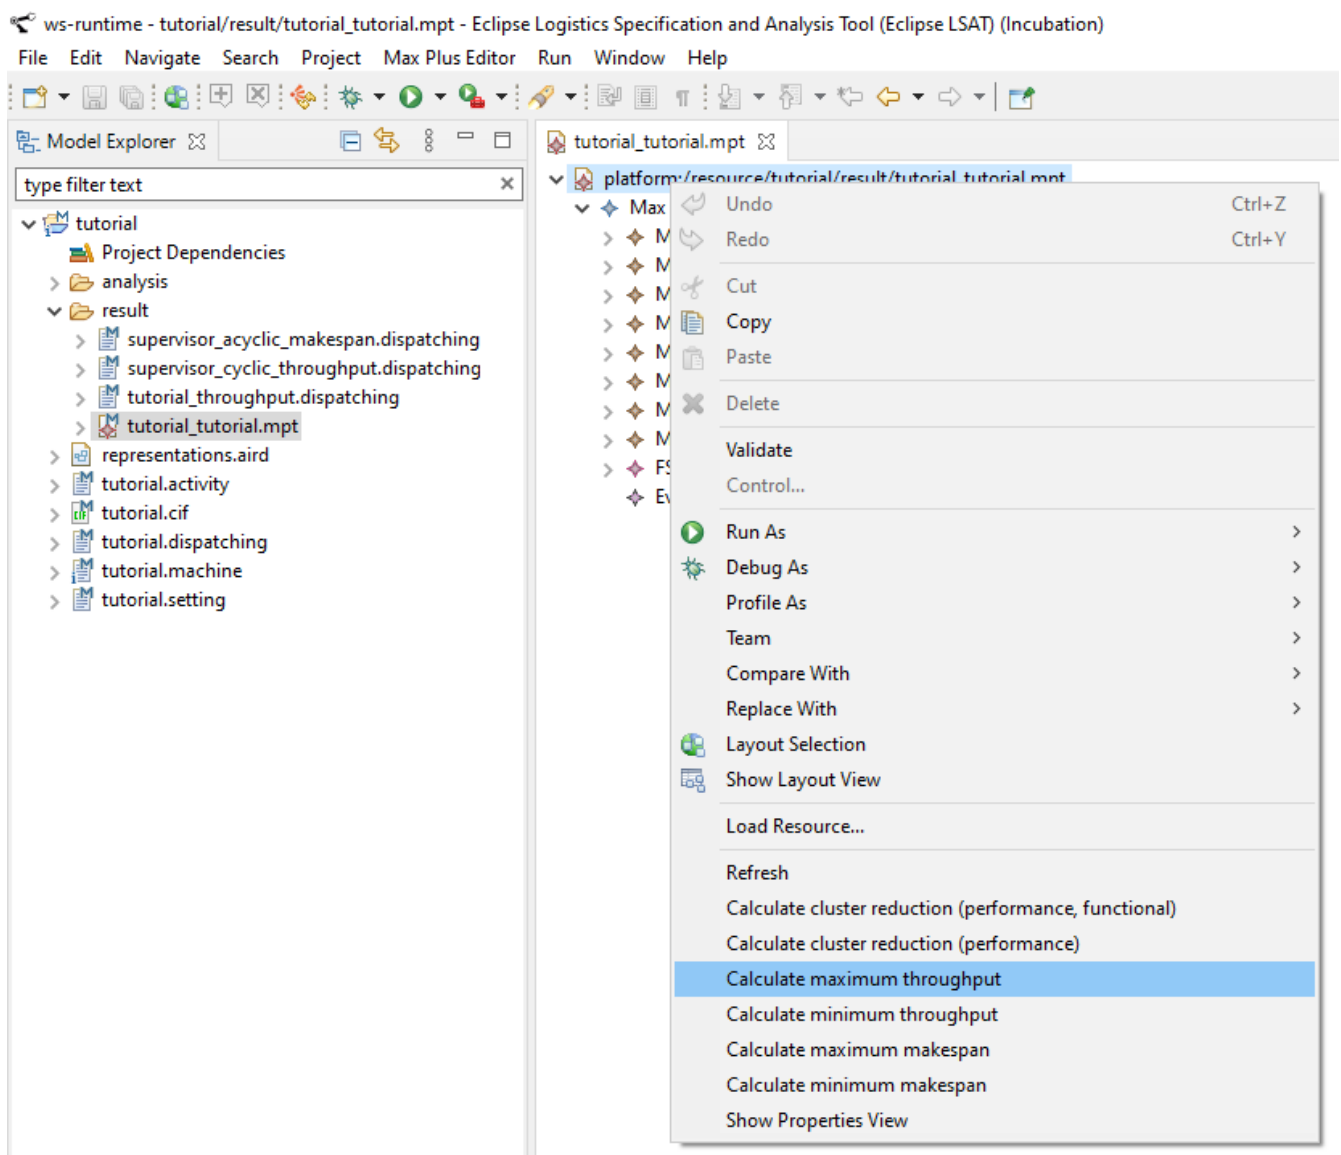 ws-runtime - tutorial/result/tutorial_tutorial.mpt - Eclipse Logistics Specification and Analysis Tool (Eclipse LSAT) (Incubation)
File Edit Navigate Search Project Max Plus Editor Run Window Help
Model Explorer
type filter text
tutorial
Project Dependencies
analysis
result
supervisor_acyclic_makespan.dispatching
supervisor_cyclic_throughput.dispatching
tutorial_throughput.dispatching
tutorial_tutorial.mpt
representations.aird
tutorial.activity
tutorial.cif
tutorial.dispatching
tutorial.machine
tutorial.setting
tutorial_tutorial.mpt
platform:/resource/tutorial/result/tutorial_tutorial.mpt
Max
M
M
M
M
M
M
M
M
FS
Ev
Undo Ctrl+Z
Redo Ctrl+Y
Cut
Copy
Paste
Delete
Validate
Control...
Run As
Debug As
Profile As
Team
Compare With
Replace With
Layout Selection
Show Layout View
Load Resource...
Refresh
Calculate cluster reduction (performance, functional)
Calculate cluster reduction (performance)
Calculate maximum throughput
Calculate minimum throughput
Calculate maximum makespan
Calculate minimum makespan
Show Properties View